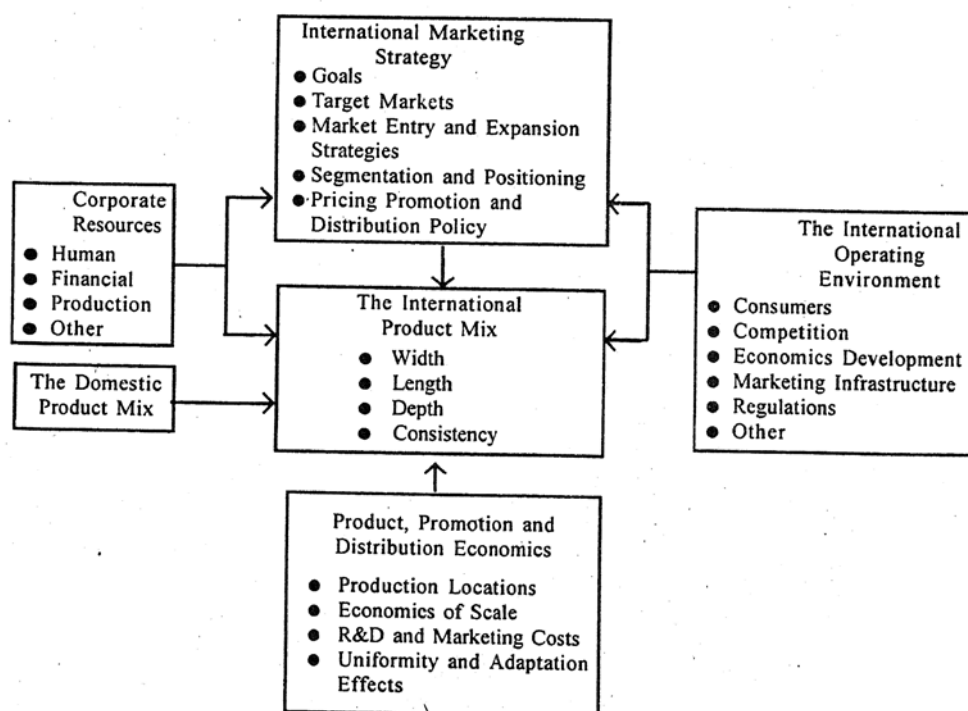 International Marketing
Strategy
● Goals
● Target Markets
● Market Entry and Expansion
Strategies
● Segmentation and Positioning
● Pricing Promotion and
Distribution Policy
Corporate
Resources
● Human
● Financial
● Production
● Other
The Domestic
Product Mix
The International
Product Mix
● Width
● Length
● Depth
● Consistency
The International
Operating
Environment
● Consumers
● Competition
● Economics Development
● Marketing Infrastructure
● Regulations
● Other
Product, Promotion and
Distribution Economics
● Production Locations
● Economics of Scale
● R&D and Marketing Costs
● Uniformity and Adaptation
Effects